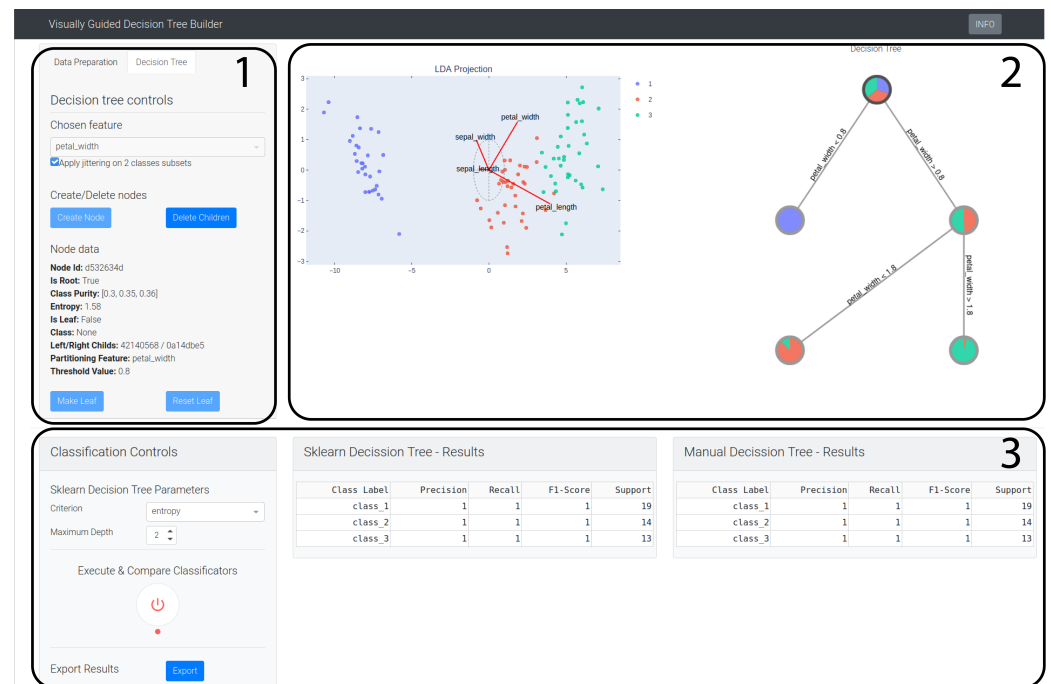 Visually Guided Decision Tree Builder
INFO
Data Preparation
Decision Tree
1
Decision tree controls
Chosen feature
petal_width
Apply jittering on 2 classes subsets
Create/Delete nodes
Create Node
Delete Children
Node data
Node Id: d532634d
Is Root: True
Class Purity: [0.3, 0.35, 0.36]
Entropy: 1.58
Is Leaf: False
Class: None
Left/Right Childs: 42140568 / 0a14dbe5
Partitioning Feature: petal_width
Threshold Value: 0.8
Make Leaf
Reset Leaf
2
LDA Projection
3
2
1
0
−1
−2
−3
−10
−5
0
5
petal_width
sepal_width
sepal_length
petal_length
1
2
3
Decision Tree
petal_width < 0.8
petal_width > 0.8
petal_width < 1.8
petal_width > 1.8
3
Classification Controls
Sklearn Decision Tree Parameters
Criterion
entropy
Maximum Depth
2
Execute & Compare Classificators
Export Results
Export
Sklearn Decission Tree - Results
Class Label Precision Recall F1-Score Support
class_1 1 1 1 19
class_2 1 1 1 14
class_3 1 1 1 13
Manual Decission Tree - Results
Class Label Precision Recall F1-Score Support
class_1 1 1 1 19
class_2 1 1 1 14
class_3 1 1 1 13